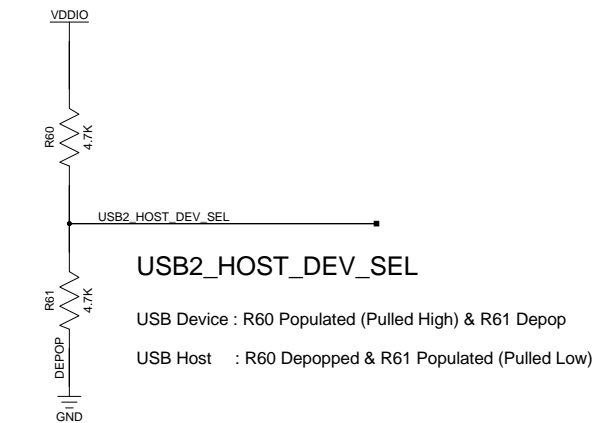 VDDIO
R60
4.7K
USB2_HOST_DEV_SEL
USB2_HOST_DEV_SEL
R61
4.7K
USB Device : R60 Populated (Pulled High) & R61 Depop
DEPOP
USB Host : R60 Depopped & R61 Populated (Pulled Low)
GND